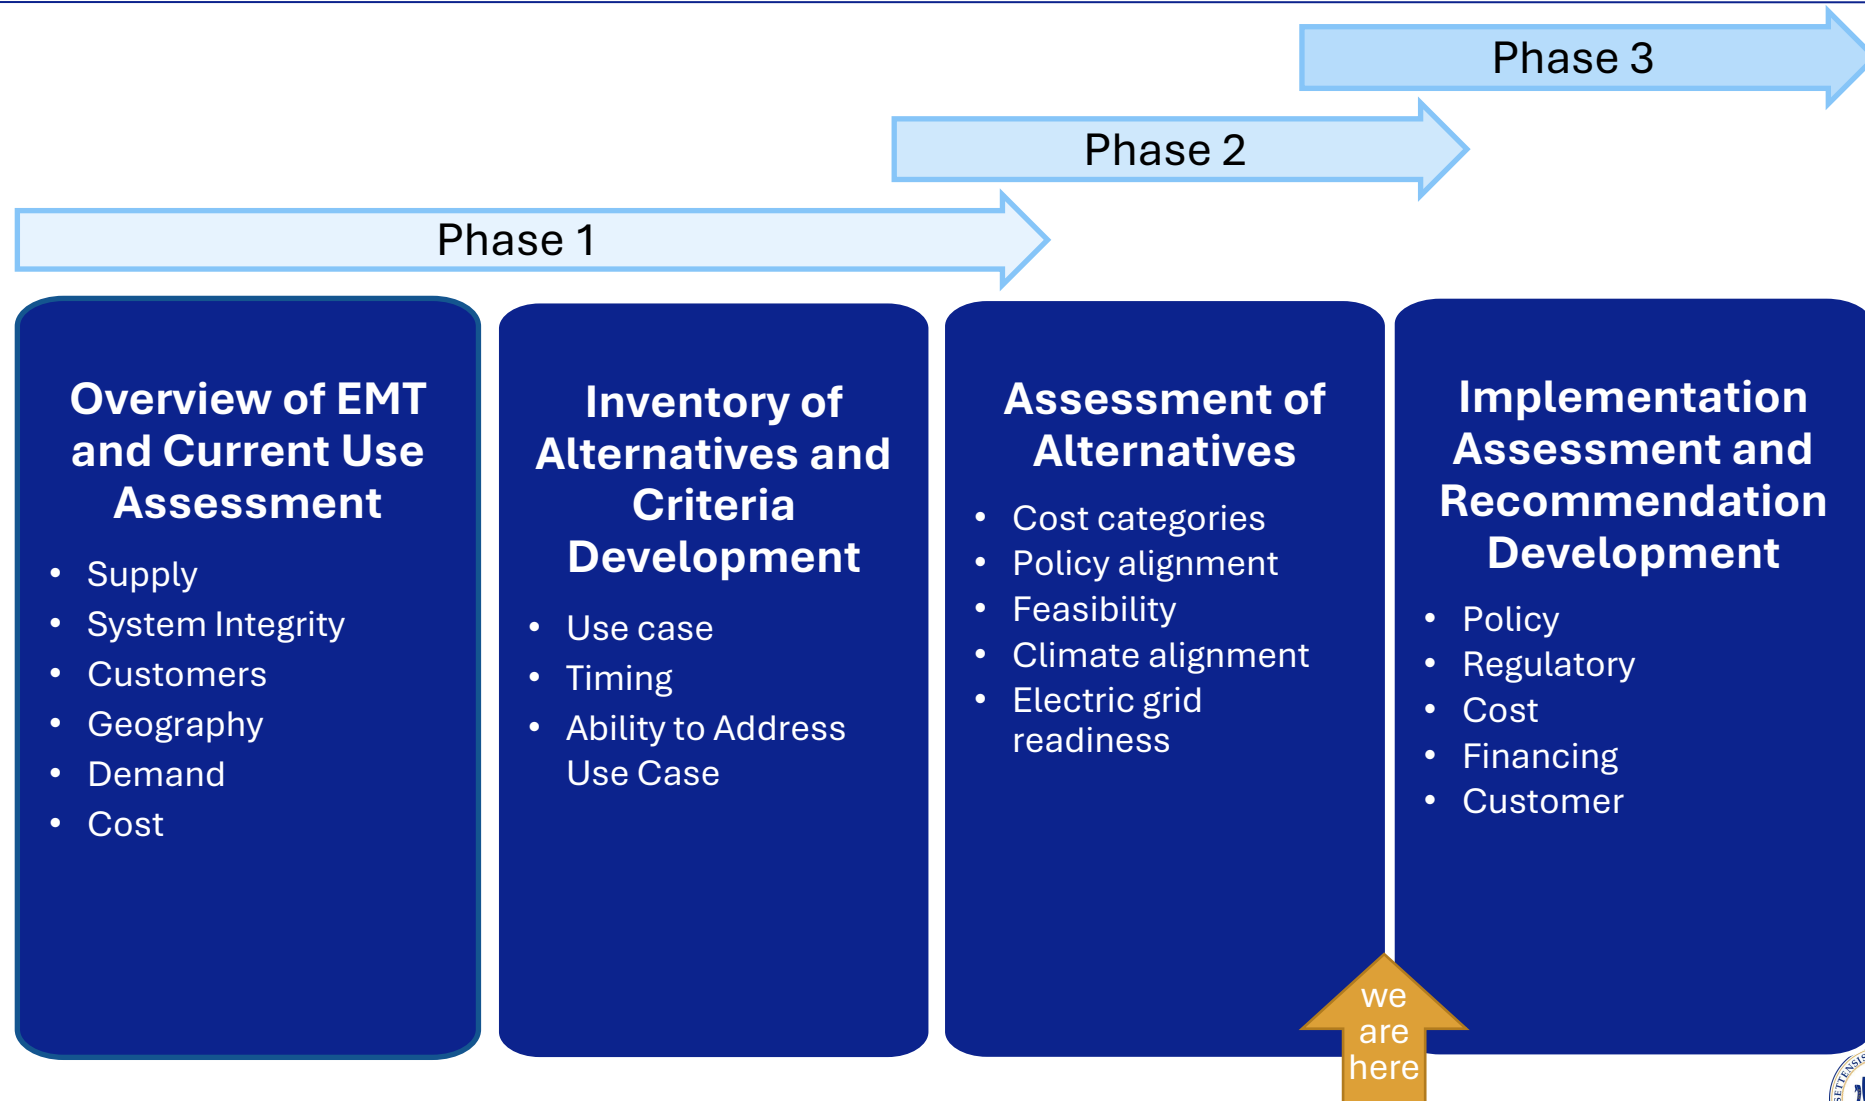 Phase 3
Phase 2
Phase 1
Overview of EMT
and Current Use
Assessment
• Supply
• System Integrity
• Customers
• Geography
• Demand
• Cost
Inventory of
Alternatives and
Criteria
Development
• Use case
• Timing
• Ability to Address
Use Case
Assessment of
Alternatives
• Cost categories
• Policy alignment
• Feasibility
• Climate alignment
• Electric grid
readiness
Implementation
Assessment and
Recommendation
Development
• Policy
• Regulatory
• Cost
• Financing
• Customer
we
are
here